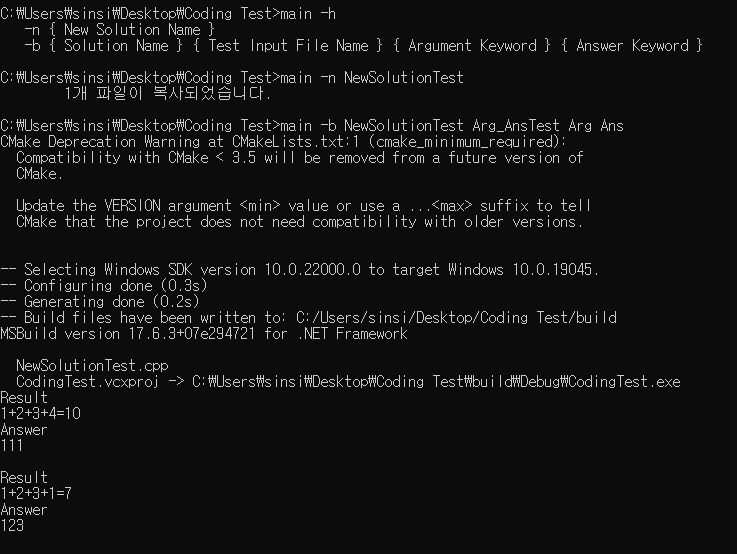 C:₩Users₩sinsi₩Desktop₩Coding Test>main -h
-n { New Solution Name }
-b { Solution Name } { Test Input File Name } { Argument Keyword } { Answer Keyword }
C:₩Users₩sinsi₩Desktop₩Coding Test>main -n NewSolutionTest
1개 파일이 복사되었습니다.
C:₩Users₩sinsi₩Desktop₩Coding Test>main -b NewSolutionTest Arg_AnsTest Arg Ans
CMake Deprecation Warning at CMakeLists.txt:1 (cmake_minimum_required):
Compatibility with CMake < 3.5 will be removed from a future version of
CMake.
Update the VERSION argument <min> value or use a ...<max> suffix to tell
CMake that the project does not need compatibility with older versions.
-- Selecting Windows SDK version 10.0.22000.0 to target Windows 10.0.19045.
-- Configuring done (0.3s)
-- Generating done (0.2s)
-- Build files have been written to: C:/Users/sinsi/Desktop/Coding Test/build
MSBuild version 17.6.3+07e294721 for .NET Framework
NewSolutionTest.cpp
CodingTest.vcxproj -> C:₩Users₩sinsi₩Desktop₩Coding Test₩build₩Debug₩CodingTest.exe
Result
1+2+3+4=10
Answer
111
Result
1+2+3+1=7
Answer
123